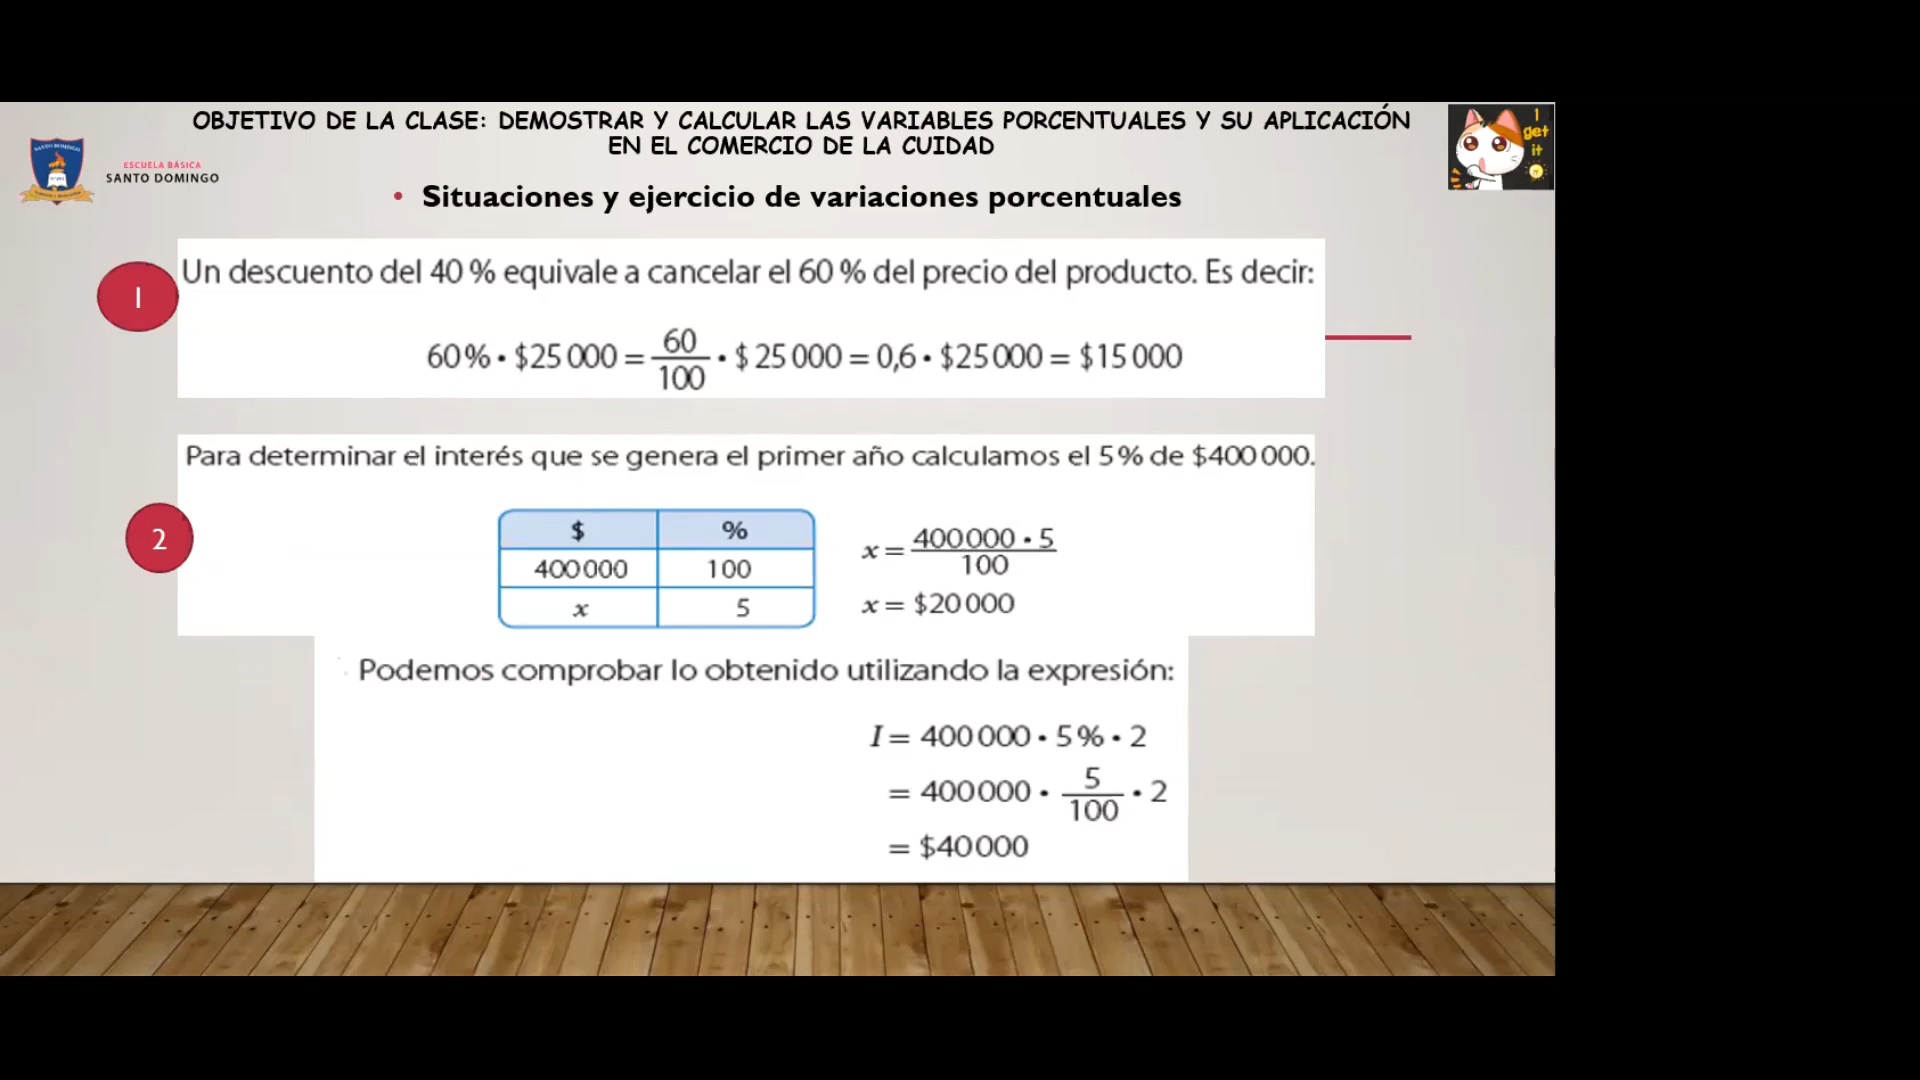 OBJETIVO DE LA CLASE: DEMOSTRAR Y CALCULAR LAS VARIABLES PORCENTUALES Y SU APLICACIÓN
EN EL COMERCIO DE LA CUIDAD
SANTO DOMINGO
ESCUELA BÁSICA
SANTO DOMINGO
I
get
it
• Situaciones y ejercicio de variaciones porcentuales
1
Un descuento del 40 % equivale a cancelar el 60 % del precio del producto. Es decir:
60 % • $25 000 = 60/100 • $ 25 000 = 0,6 • $25 000 = $15 000
2
Para determinar el interés que se genera el primer año calculamos el 5 % de $400 000.
$ %
400 000 100
x 5
x = 400 000 • 5 / 100
x = $20 000
Podemos comprobar lo obtenido utilizando la expresión:
I = 400 000 • 5 % • 2
= 400 000 • 5/100 • 2
= $40 000